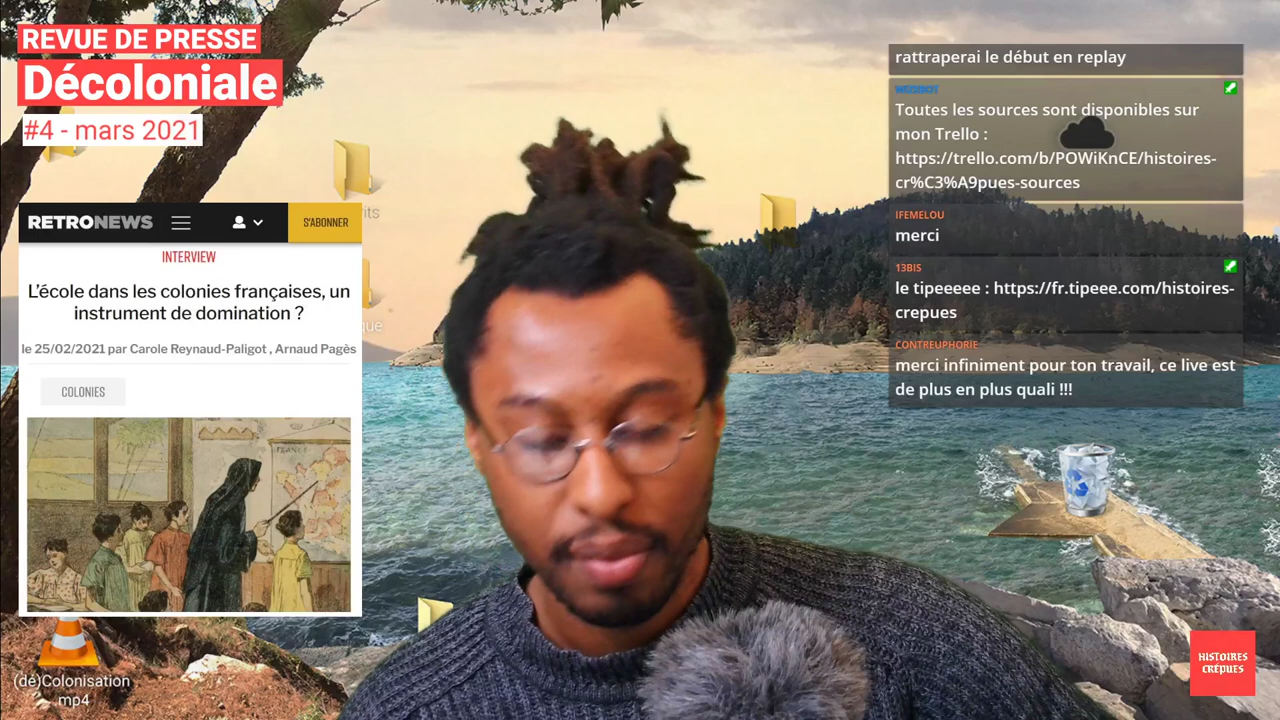 REVUE DE PRESSE
Décoloniale
#4 - mars 2021
RETRONEWS
S'ABONNER
INTERVIEW
L'école dans les colonies françaises, un
instrument de domination ?
le 25/02/2021 par Carole Reynaud-Paligot , Arnaud Pagès
COLONIES
FRANCE
(dé)Colonisation
mp4
rattraperai le début en replay
Toutes les sources sont disponibles sur
mon Trello :
https://trello.com/b/POWiKnCE/histoires-
cr%C3%A9pues-sources
IFEMELOU
merci
13BIS
le tipeeeee : https://fr.tipeee.com/histoires-
crepues
CONTREUPHORIE
merci infiniment pour ton travail, ce live est
de plus en plus quali !!!
HISTOIRES
CRÉPUES